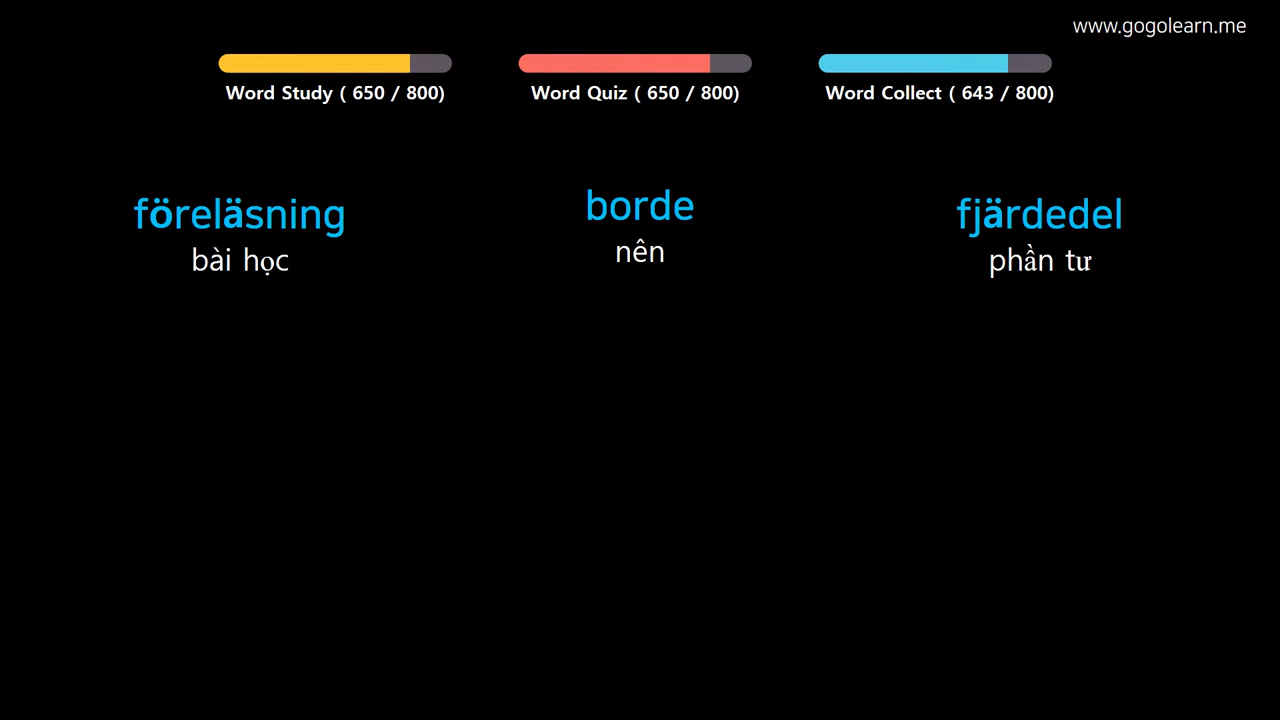 www.gogolearn.me
Word Study ( 650 / 800)
Word Quiz ( 650 / 800)
Word Collect ( 643 / 800)
föreläsning
bài học
borde
nên
fjärdedel
phần tư